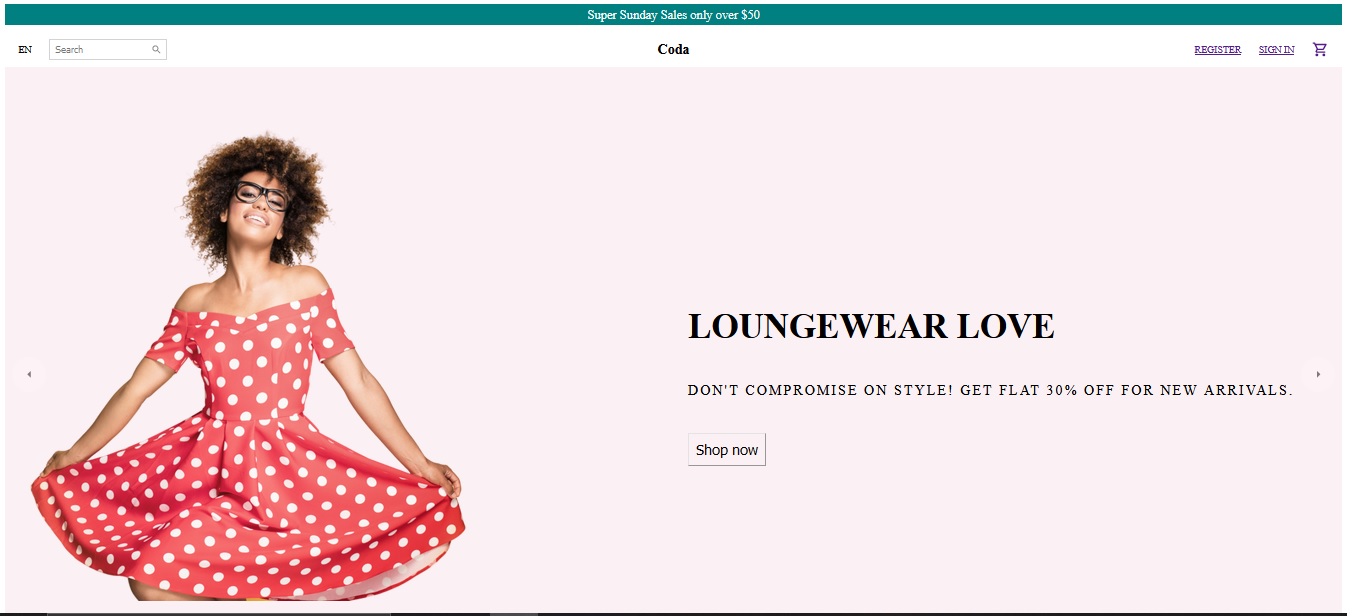 Super Sunday Sales only over $50
EN Search Coda REGISTER SIGN IN
LOUNGEWEAR LOVE
DON'T COMPROMISE ON STYLE! GET FLAT 30% OFF FOR NEW ARRIVALS.
Shop now